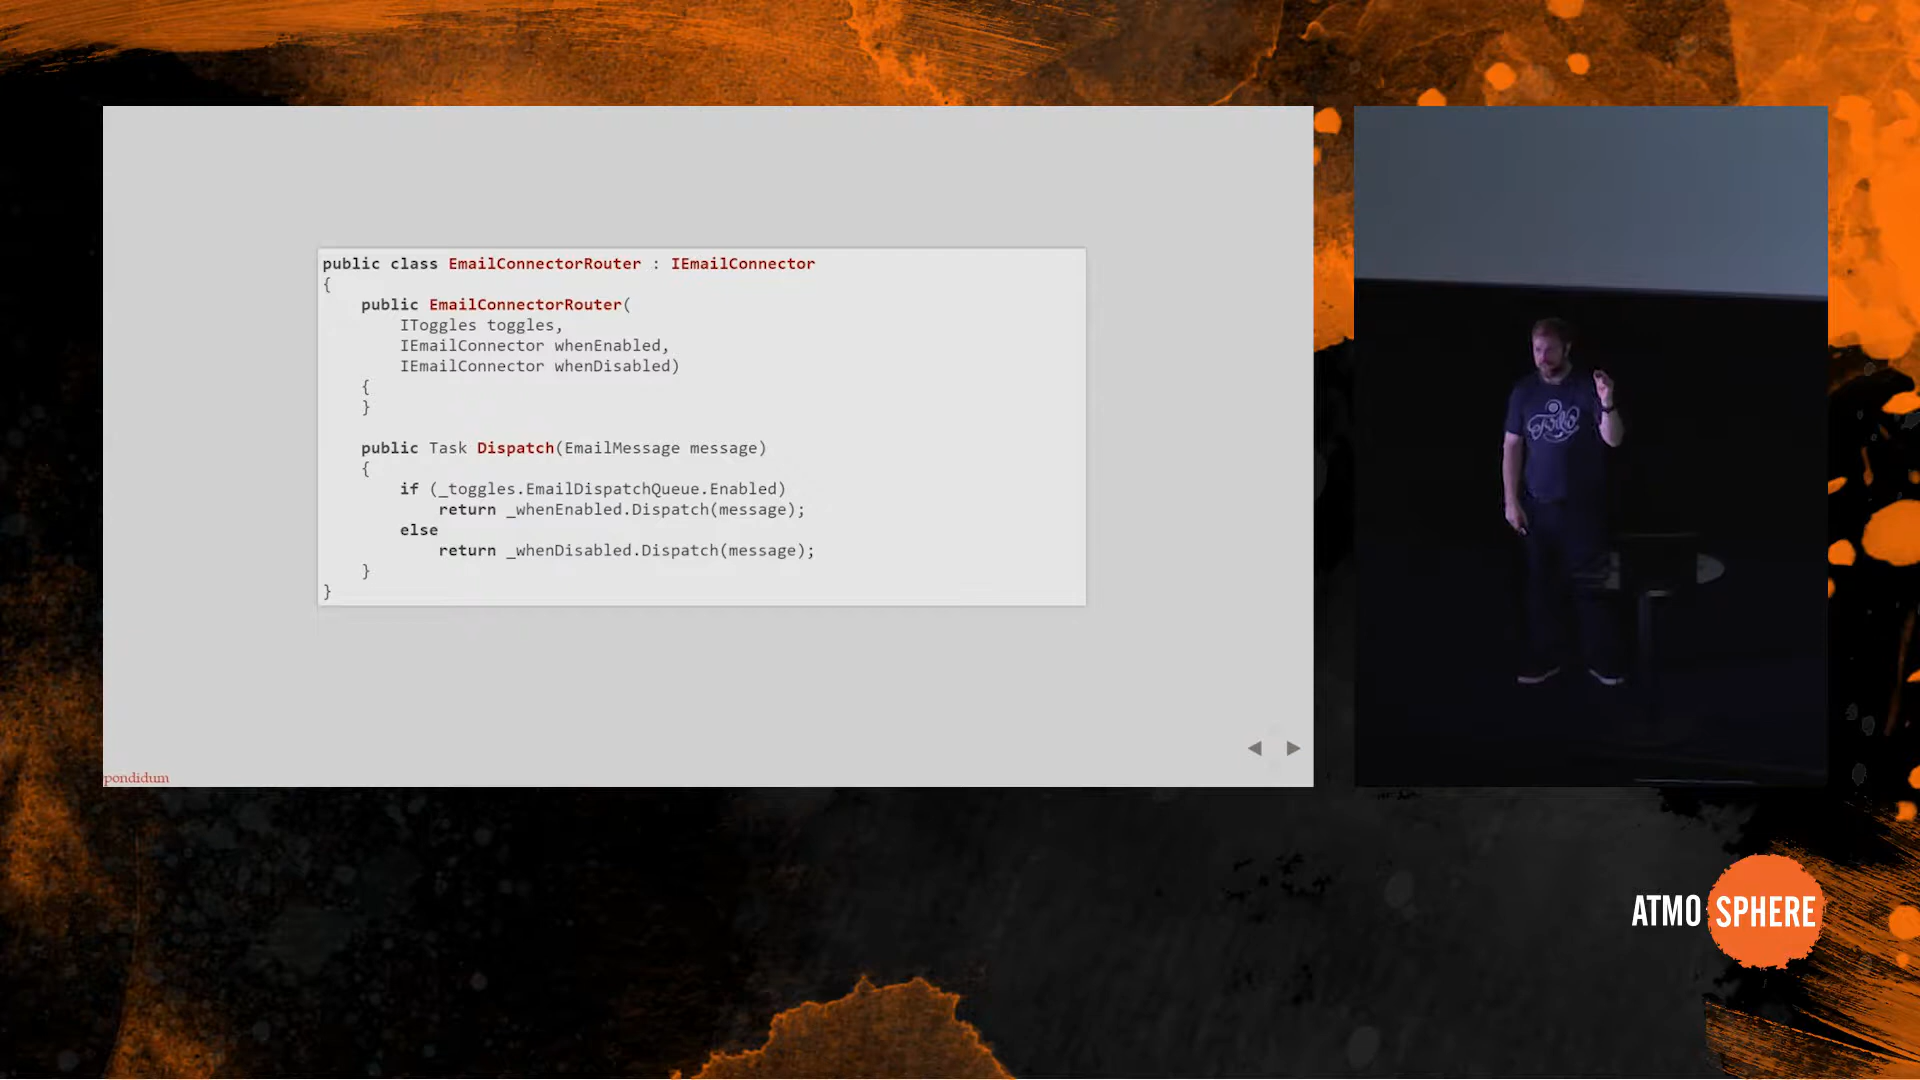 public class EmailConnectorRouter : IEmailConnector
{
    public EmailConnectorRouter(
        IToggles toggles,
        IEmailConnector whenEnabled,
        IEmailConnector whenDisabled)
    {
    }

    public Task Dispatch(EmailMessage message)
    {
        if (_toggles.EmailDispatchQueue.Enabled)
            return _whenEnabled.Dispatch(message);
        else
            return _whenDisabled.Dispatch(message);
    }
}
pondidum
ATMO SPHERE